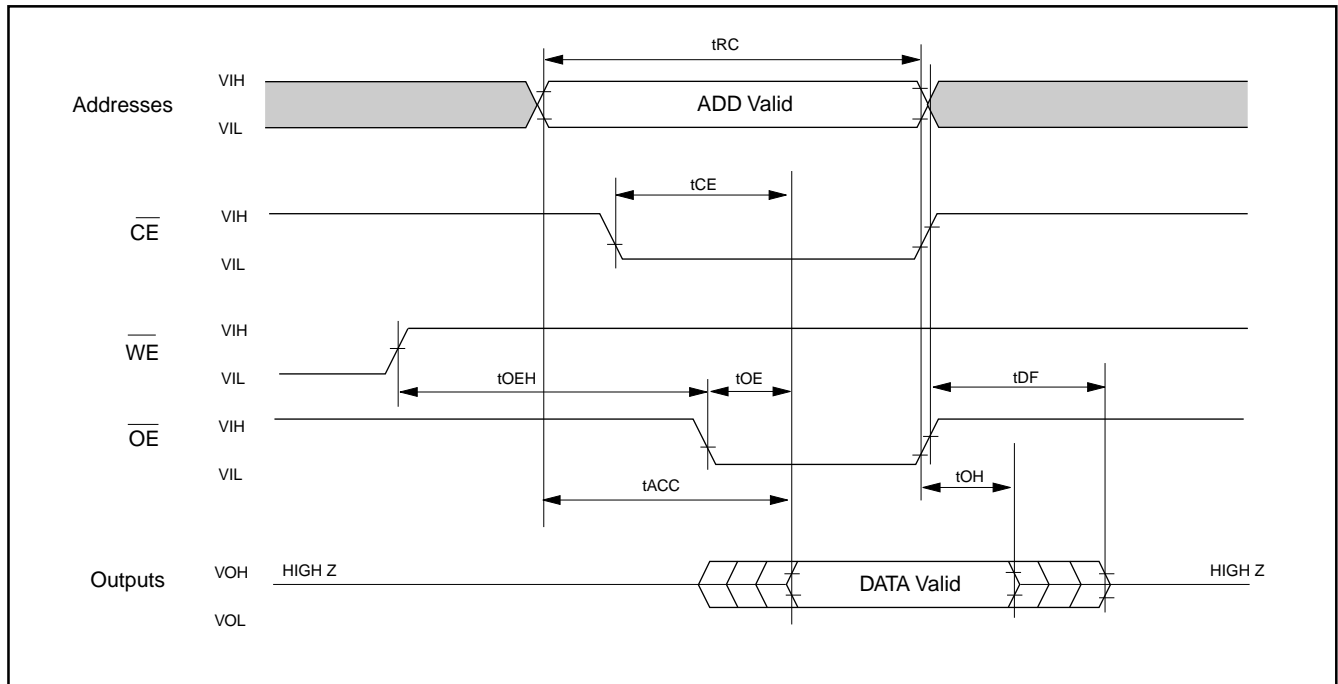 tRC
VIH
Addresses
ADD Valid
VIL
tCE
VIH
CE
VIL
VIH
WE
VIL
tOEH
tOE
tDF
VIH
OE
VIL
tACC
tOH
VOH
HIGH Z
HIGH Z
Outputs
DATA Valid
VOL